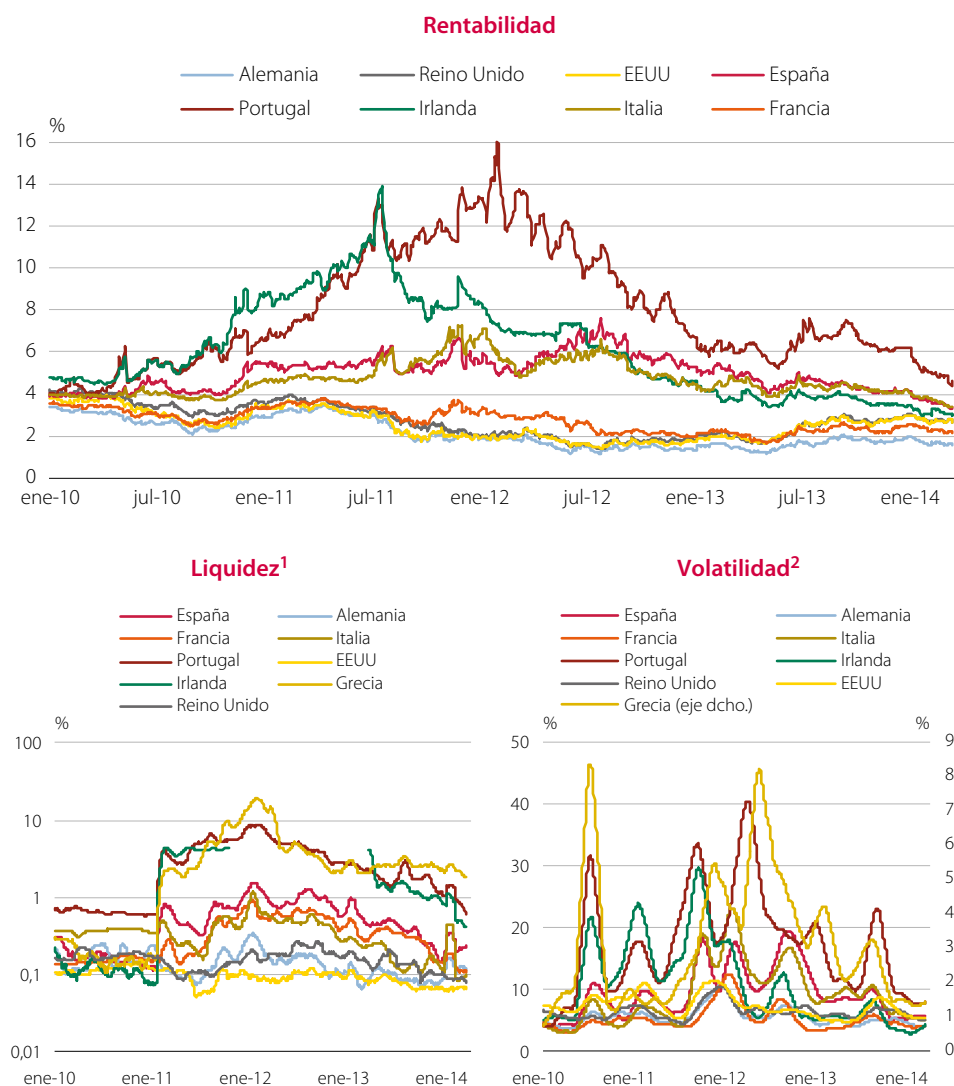 Rentabilidad
Alemania Reino Unido EEUU España
Portugal Irlanda Italia Francia
%
16
14
12
10
8
6
4
2
0
ene-10 jul-10 ene-11 jul-11 ene-12 jul-12 ene-13 jul-13 ene-14
Liquidez1
España Alemania
Francia Italia
Portugal EEUU
Irlanda Grecia
Reino Unido
%
100
10
1
0,1
0,01
ene-10 ene-11 ene-12 ene-13 ene-14
Volatilidad2
España Alemania
Francia Italia
Portugal Irlanda
Reino Unido EEUU
Grecia (eje dcho.)
% %
50 9
40 8
30 7
20 6
10 5
0 4
3
2
1
0
ene-10 ene-11 ene-12 ene-13 ene-14